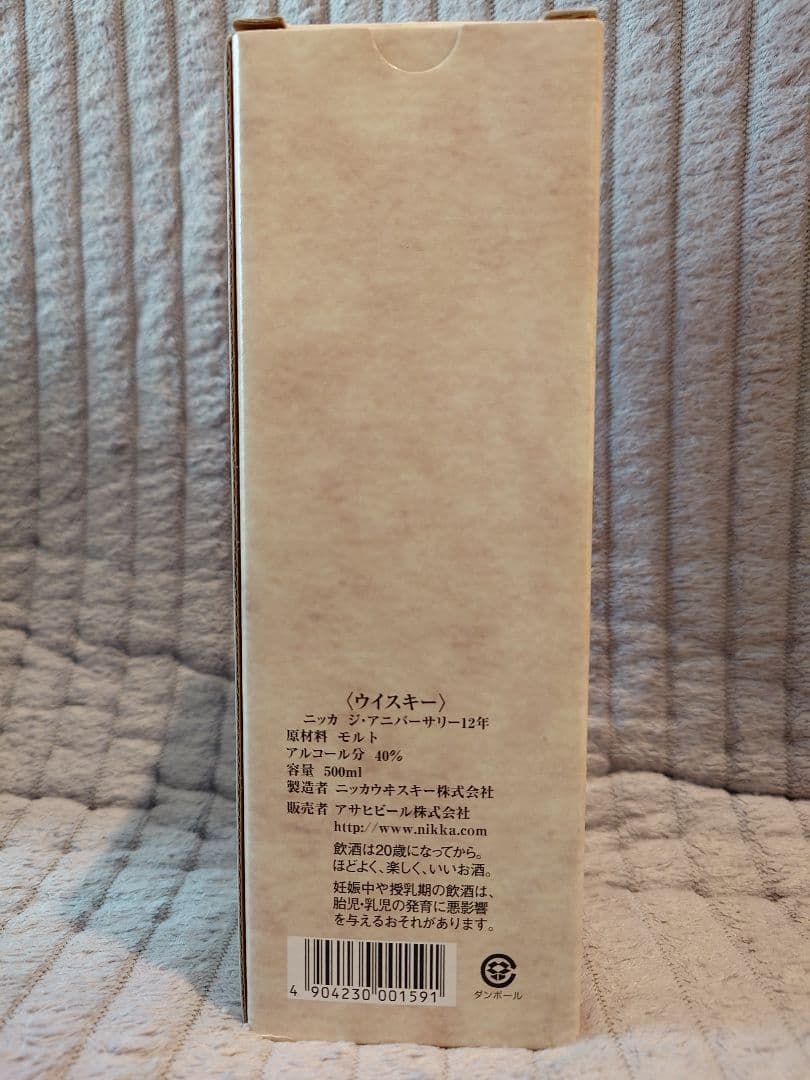 〈ウイスキー〉
ニッカ ジ・アニバーサリー12年
原材料 モルト
アルコール分 40%
容量 500ml
製造者 ニッカウヰスキー株式会社
販売者 アサヒビール株式会社
http://www.nikka.com
飲酒は20歳になってから。
ほどよく、楽しく、いいお酒。
妊娠中や授乳期の飲酒は、
胎児・乳児の発育に悪影響
を与えるおそれがあります。
4 904230 001591
ダンボール